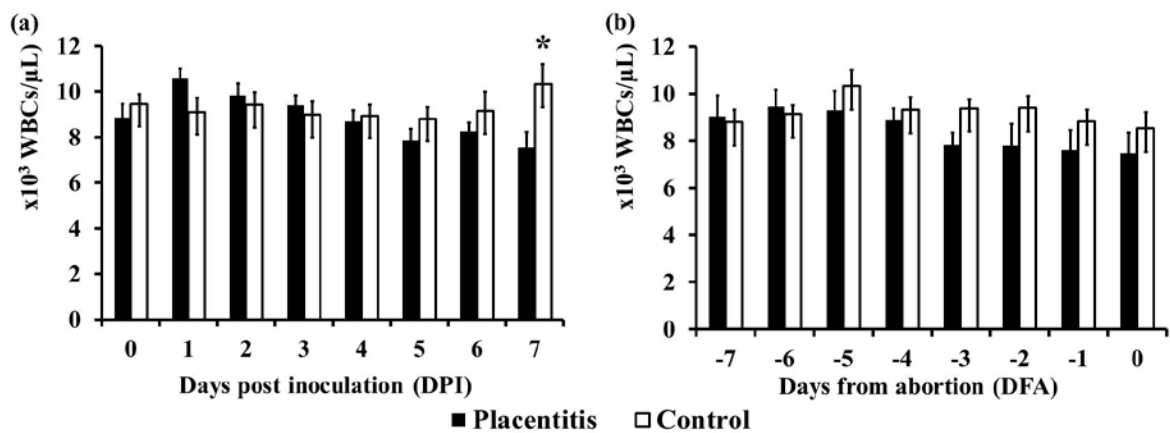 (a)
x10³ WBCs/µL
12
10
8
6
4
2
0
*
0 1 2 3 4 5 6 7
Days post inoculation (DPI)
(b)
x10³ WBCs/µL
12
10
8
6
4
2
0
-7 -6 -5 -4 -3 -2 -1 0
Days from abortion (DFA)
Placentitis Control